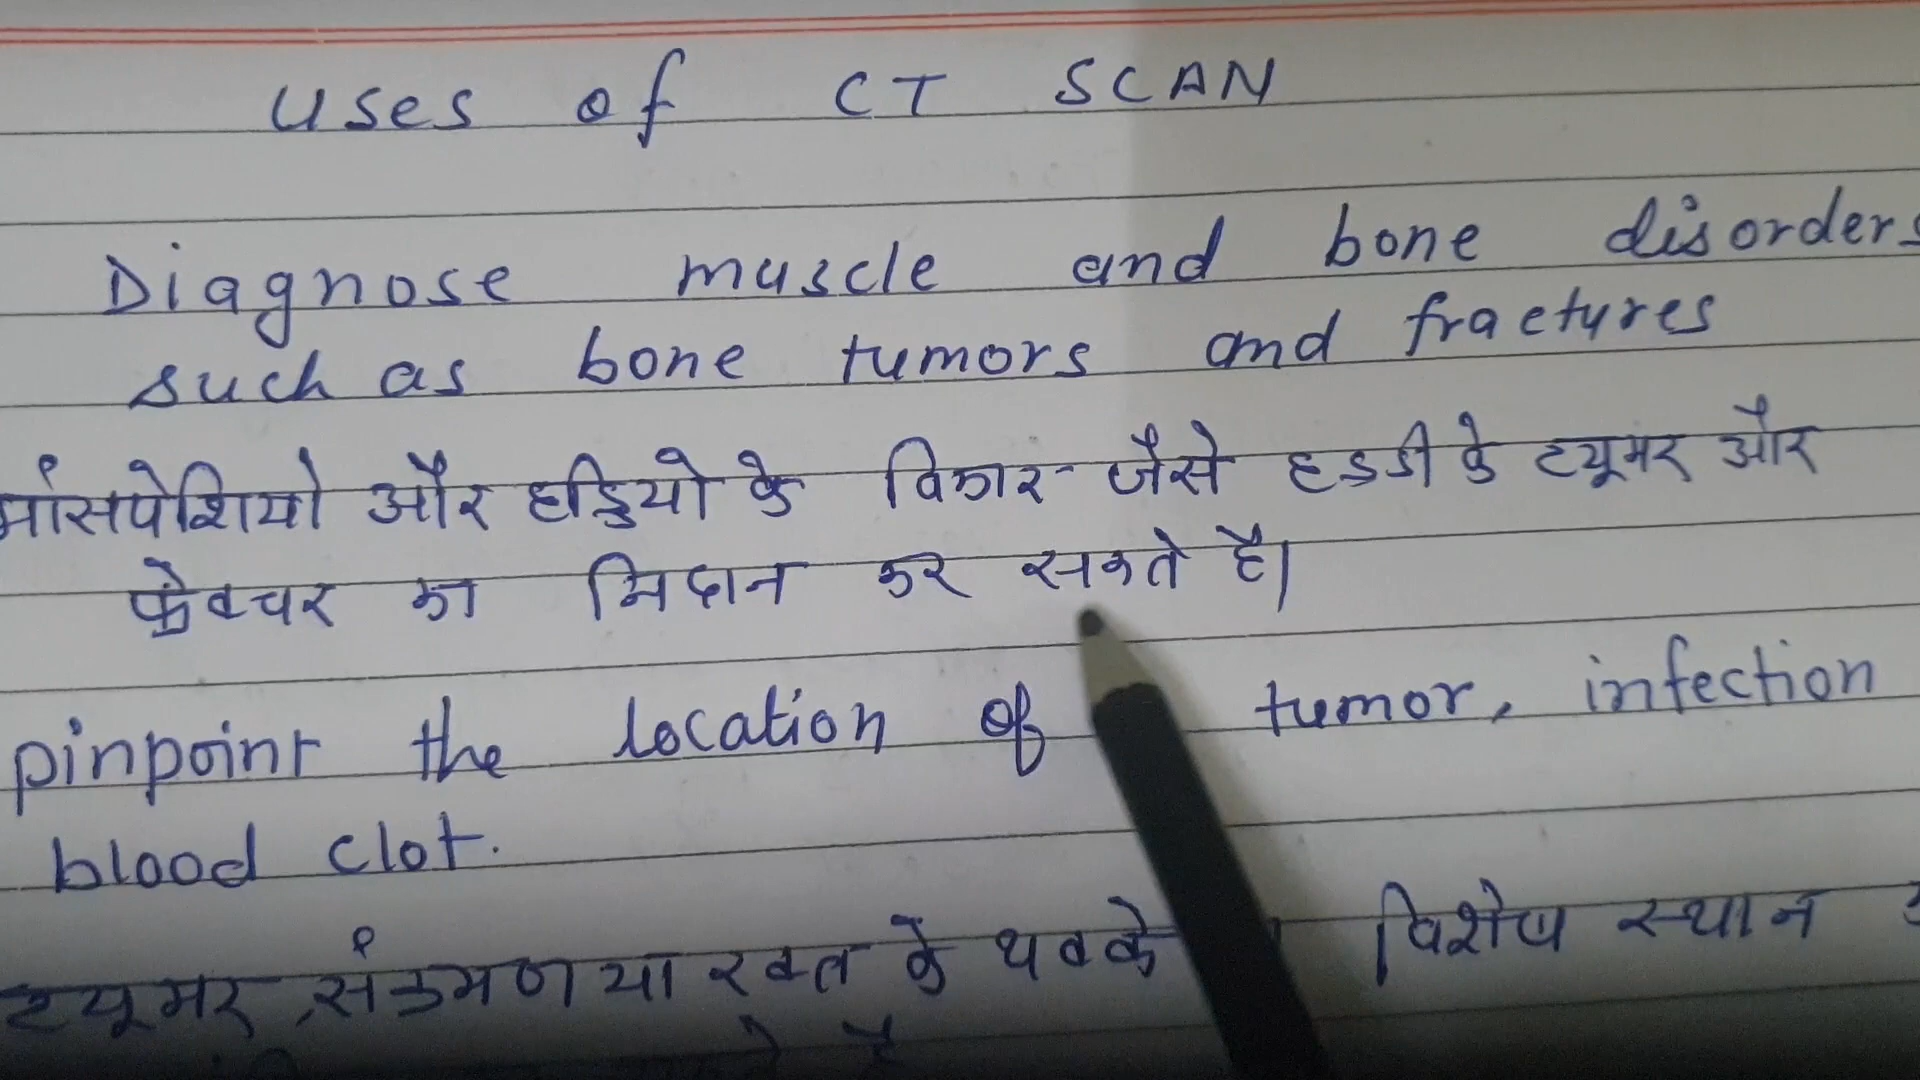 Uses of CT SCAN
Diagnose muscle and bone disorders
such as bone tumors and fractures
मांसपेशियो और हड्डियो के विकार जैसे हडडी के ट्यूमर और
फ्रेक्चर का निदान कर सकते है।
pinpoint the location of tumor, infection
blood clot.
ट्यूमर, संक्रमण या रक्त के थक्के विशेष स्थान
है